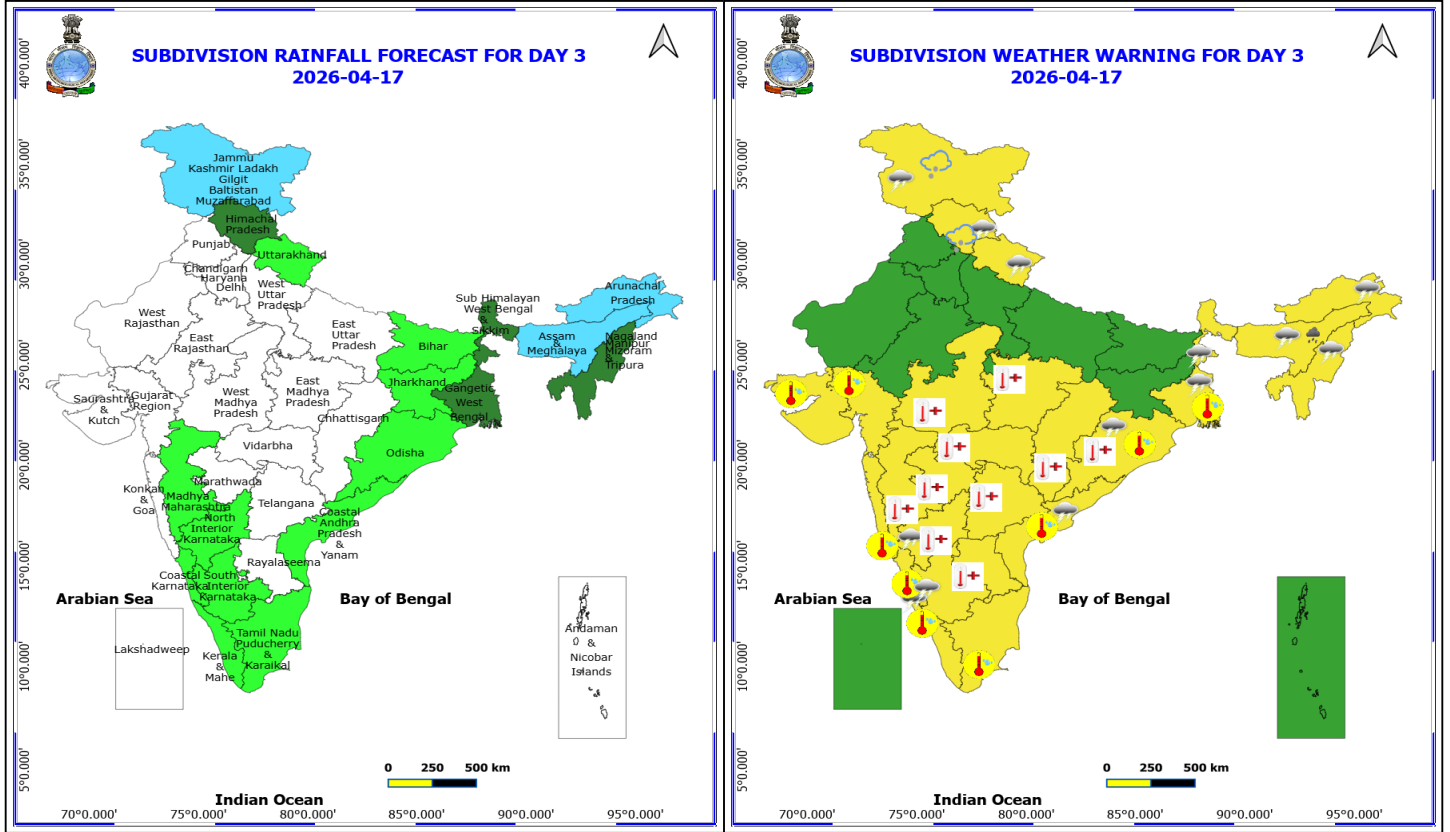 SUBDIVISION RAINFALL FORECAST FOR DAY 3
2026-04-17
40°0.000'
35°0.000'
30°0.000'
25°0.000'
20°0.000'
15°0.000'
10°0.000'
5°0.000'
Jammu
Kashmir Ladakh
Gilgit
Baltistan
Muzaffarabad
Himachal
Pradesh
Punjab
Uttarakhand
Chandigarh
Haryana
Delhi
West
Uttar
Pradesh
Arunachal
Pradesh
Sub Himalayan
West Bengal
&
Sikkim
West
Rajasthan
East
Rajasthan
East
Uttar
Pradesh
Bihar
Assam
&
Meghalaya
Nagaland
Manipur
Mizoram
&
Tripura
Jharkhand
Gangetic
West
Bengal
Saurashtra
&
Kutch
Gujarat
Region
West
Madhya
Pradesh
East
Madhya
Pradesh
Chhattisgarh
Vidarbha
Odisha
Konkan
&
Goa
Marathwada
Madhya
Maharashtra
Telangana
North
Interior
Karnataka
Coastal
Andhra
Pradesh
&
Yanam
Rayalaseema
Coastal
Karnataka
South
Interior
Karnataka
Arabian Sea
Bay of Bengal
Lakshadweep
Kerala
&
Mahe
Tamil Nadu
Puducherry
&
Karaikal
Andaman
&
Nicobar
Islands
0 250 500 km
Indian Ocean
70°0.000' 75°0.000' 80°0.000' 85°0.000' 90°0.000' 95°0.000'
SUBDIVISION WEATHER WARNING FOR DAY 3
2026-04-17
40°0.000'
35°0.000'
30°0.000'
25°0.000'
20°0.000'
15°0.000'
10°0.000'
5°0.000'
Arabian Sea
Bay of Bengal
0 250 500 km
Indian Ocean
70°0.000' 75°0.000' 80°0.000' 85°0.000' 90°0.000' 95°0.000'